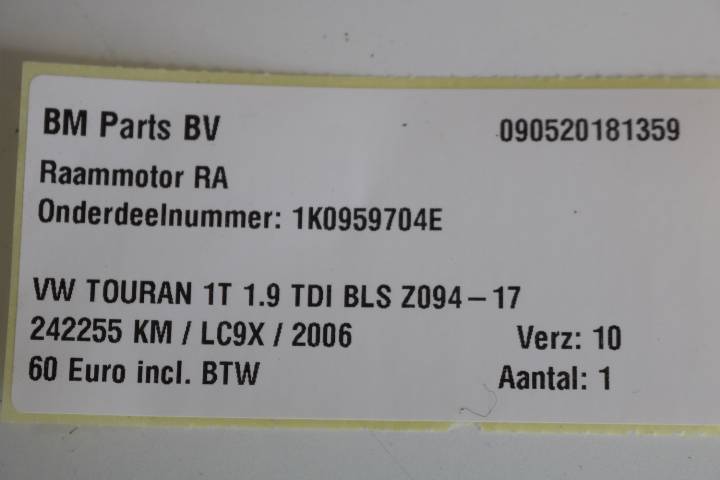 BM Parts BV 090520181359
Raammotor RA
Onderdeelnummer: 1K0959704E
VW TOURAN 1T 1.9 TDI BLS Z094-17
242255 KM / LC9X / 2006 Verz: 10
60 Euro incl. BTW Aantal: 1